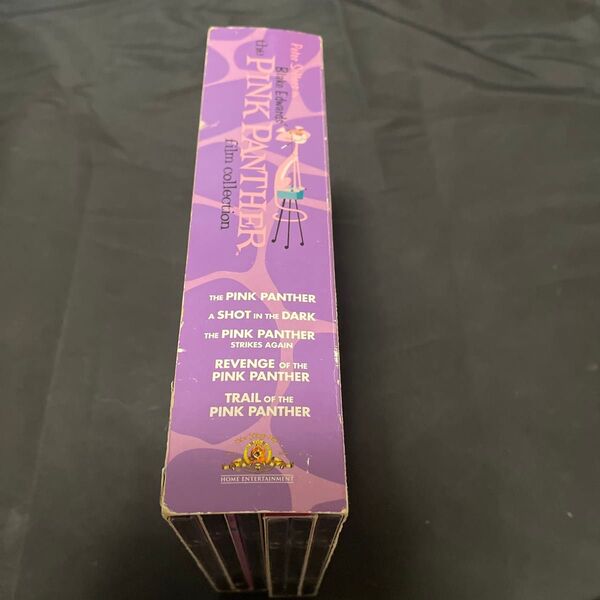 Peter Sellers
Blake Edwards'
the
PINK PANTHER
film collection
THE PINK PANTHER
A SHOT IN THE DARK
THE PINK PANTHER
STRIKES AGAIN
REVENGE OF THE
PINK PANTHER
TRAIL OF THE
PINK PANTHER
HOME ENTERTAINMENT